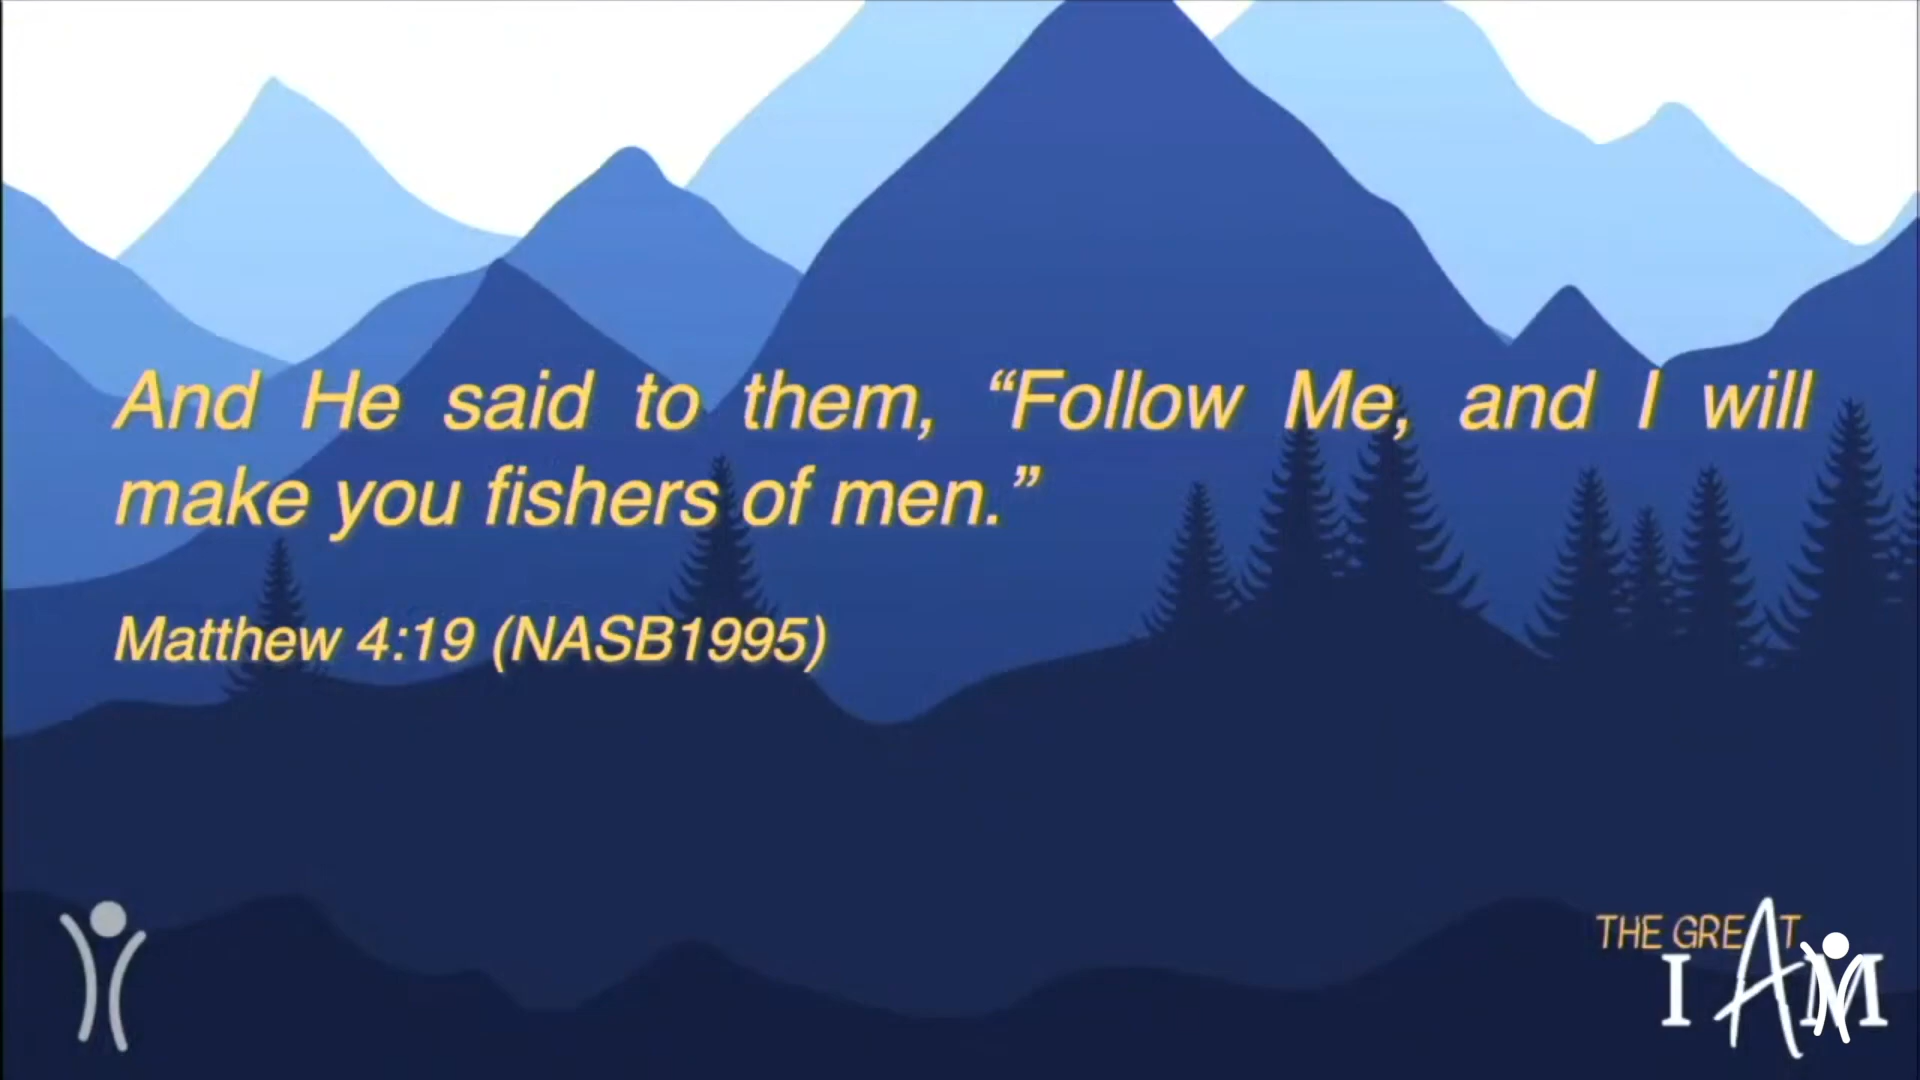 And He said to them, “Follow Me, and I will
make you fishers of men.”
Matthew 4:19 (NASB1995)
THE GREAT
I AM